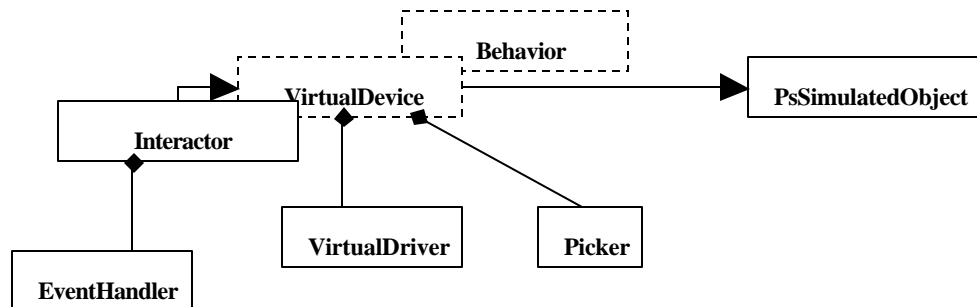 Behavior
VirtualDevice
PsSimulatedObject
Interactor
VirtualDriver
Picker
EventHandler